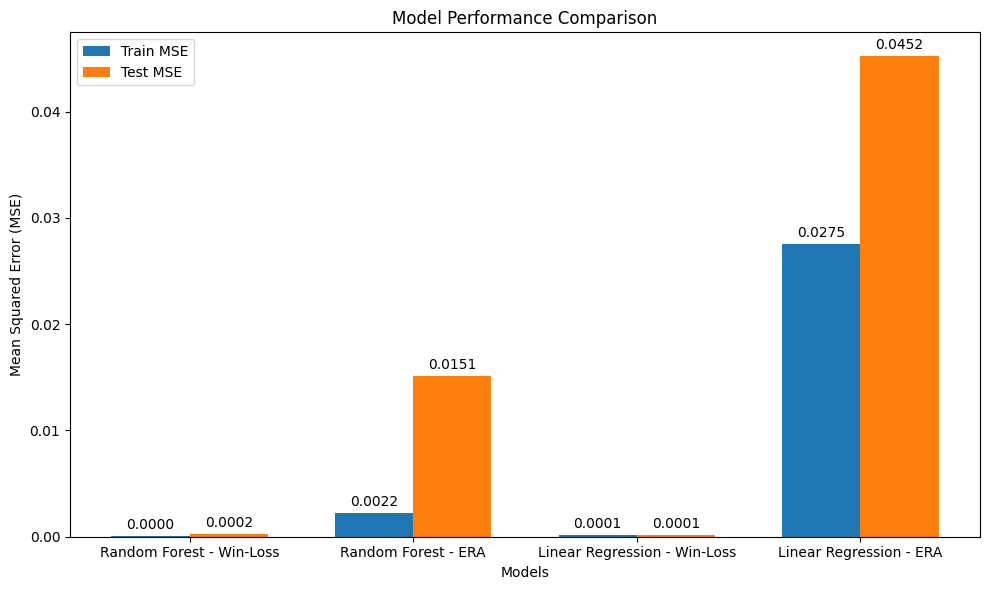 Model Performance Comparison
Train MSE
Test MSE
Mean Squared Error (MSE)
0.04
0.03
0.02
0.01
0.00
0.0000
0.0002
0.0022
0.0151
0.0001
0.0001
0.0275
0.0452
Random Forest - Win-Loss
Random Forest - ERA
Linear Regression - Win-Loss
Linear Regression - ERA
Models